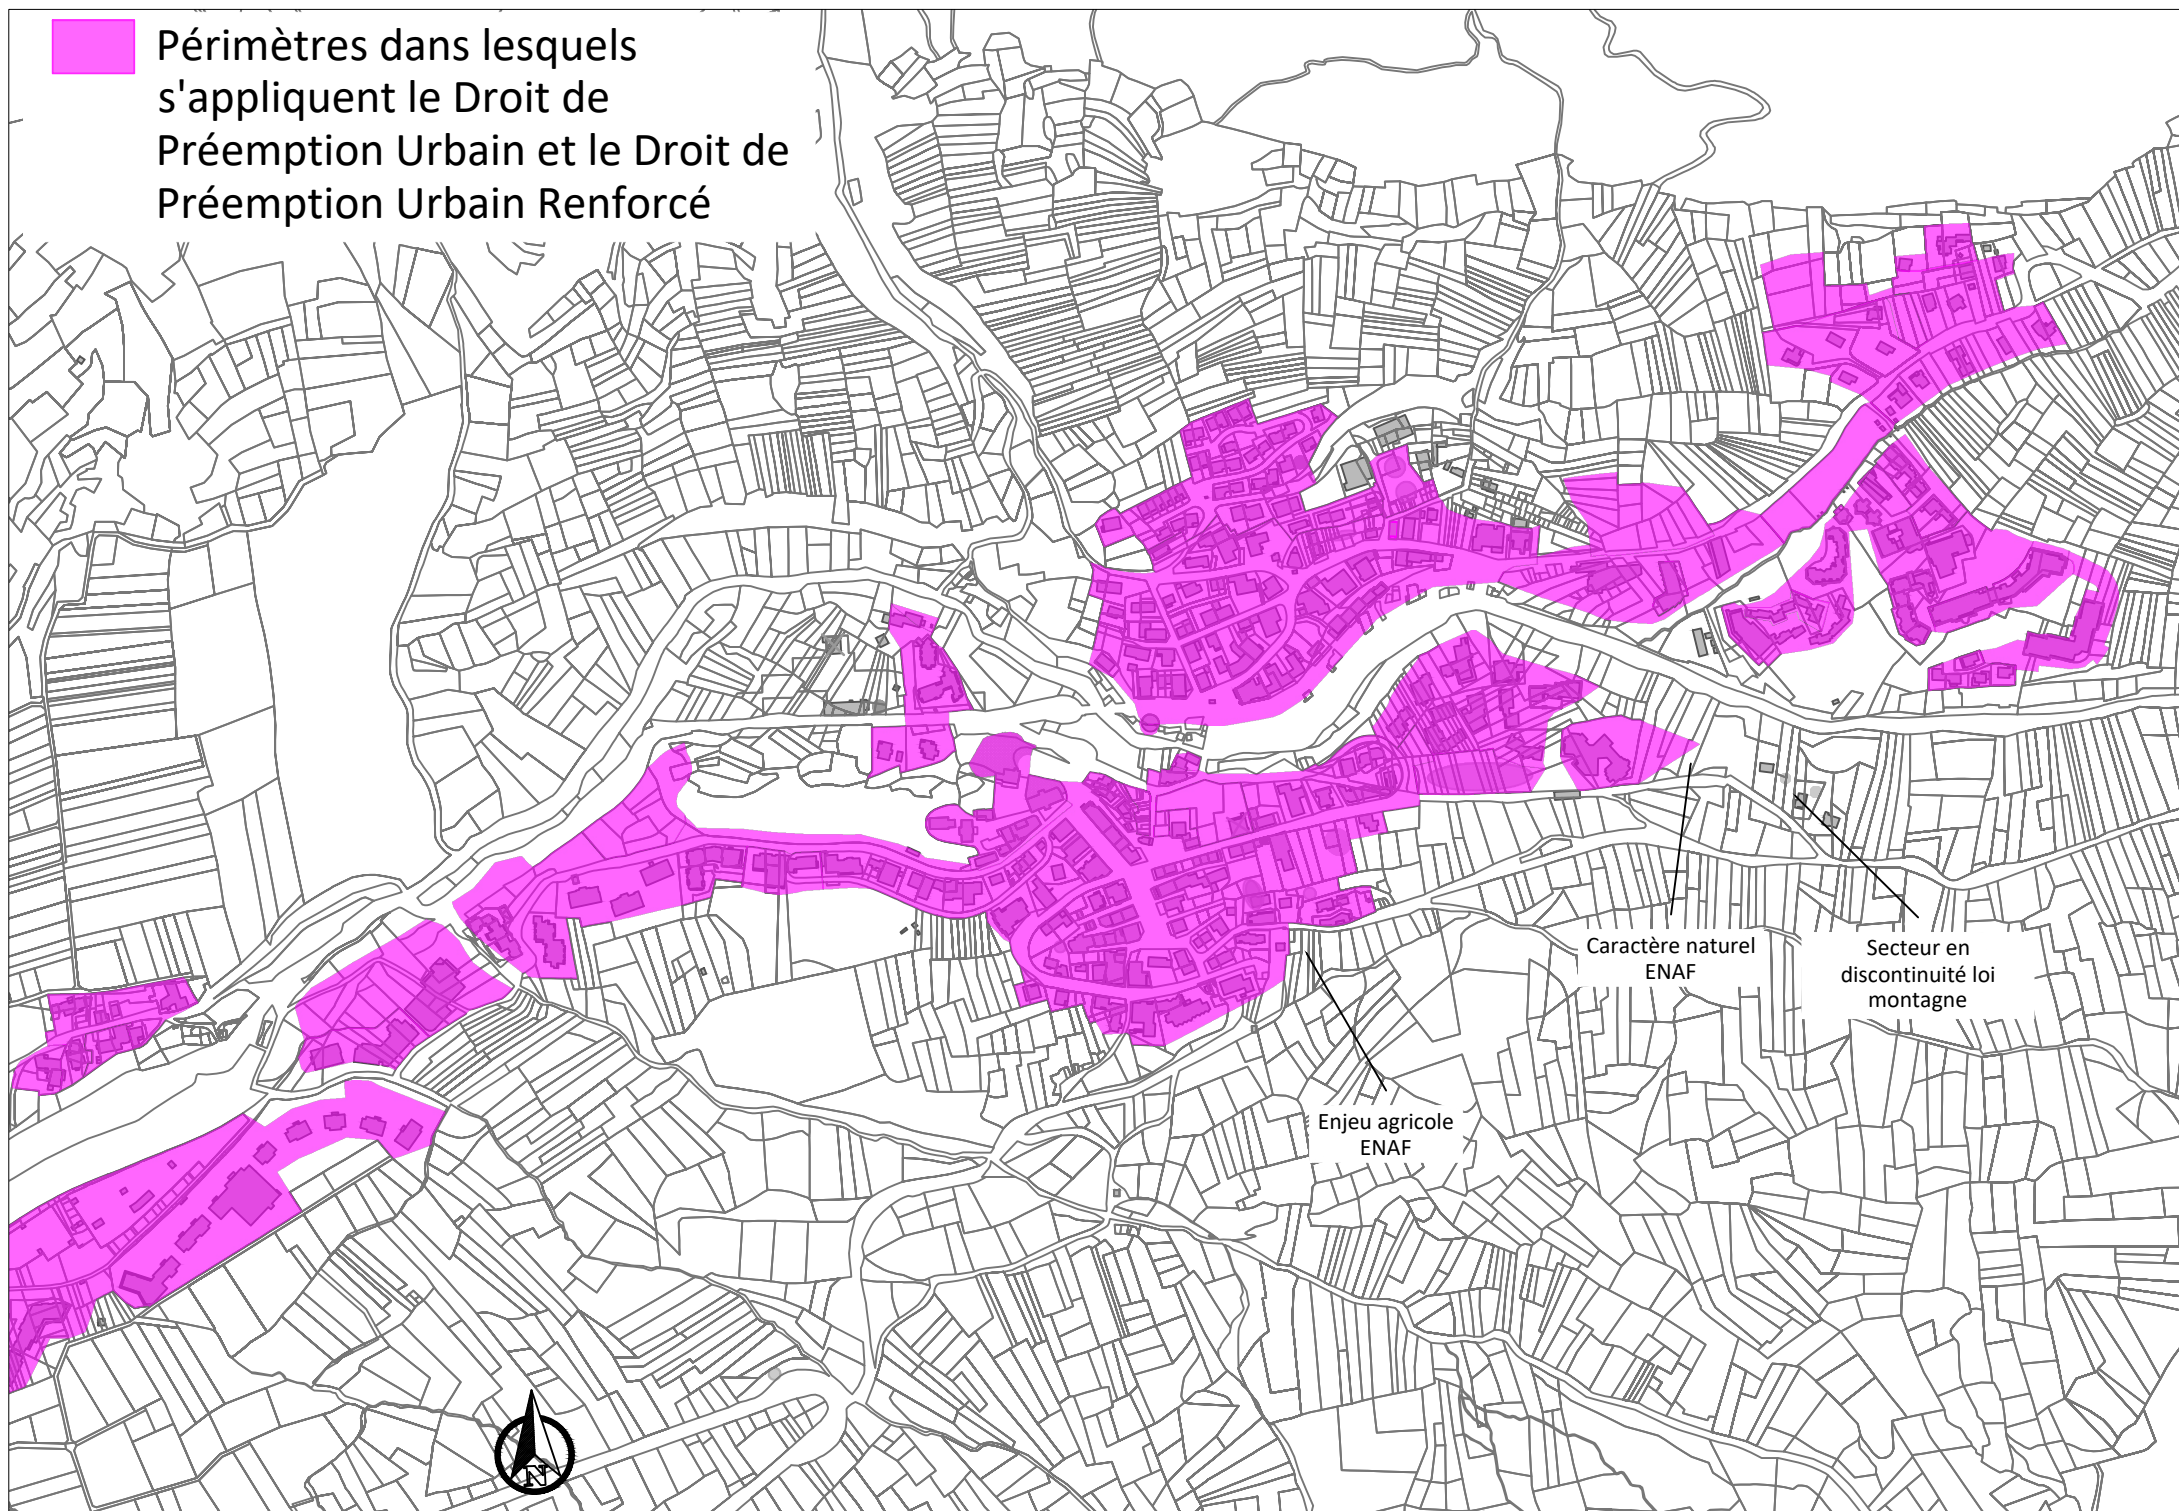 Périmètres dans lesquels
s'appliquent le Droit de
Préemption Urbain et le Droit de
Préemption Urbain Renforcé
Caractère naturel
ENAF
Secteur en
discontinuité loi
montagne
Enjeu agricole
ENAF
N